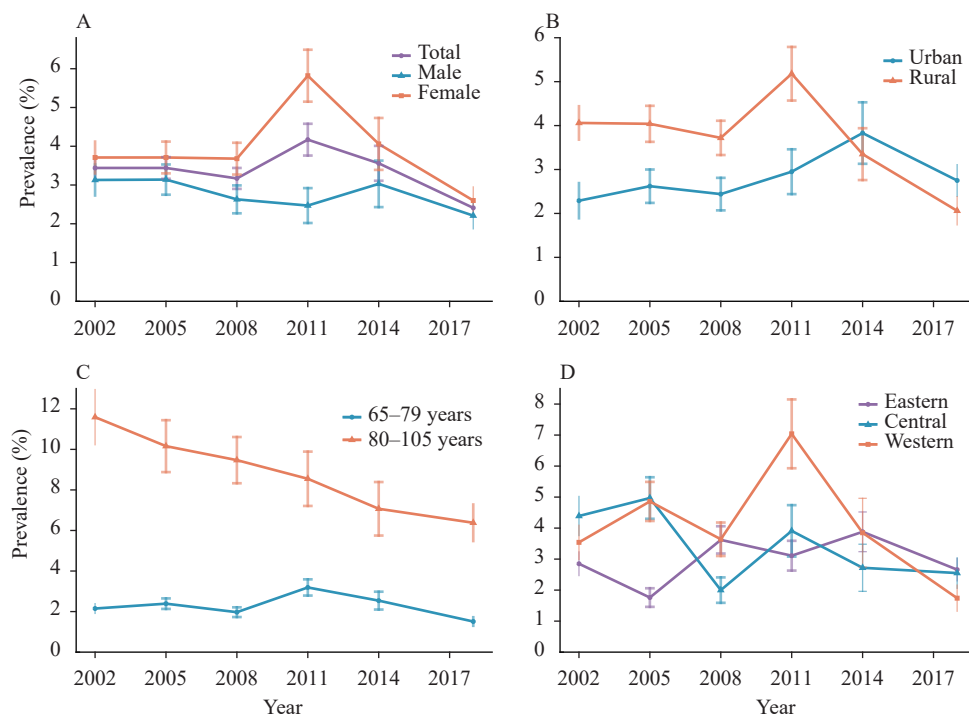 A
Prevalence (%)
Total
Male
Female
6
5
4
3
2
1
0
2002 2005 2008 2011 2014 2017
B
Urban
Rural
6
5
4
3
2
1
0
2002 2005 2008 2011 2014 2017
C
Prevalence (%)
65–79 years
80–105 years
12
10
8
6
4
2
0
2002 2005 2008 2011 2014 2017
Year
D
Eastern
Central
Western
8
7
6
5
4
3
2
1
0
2002 2005 2008 2011 2014 2017
Year